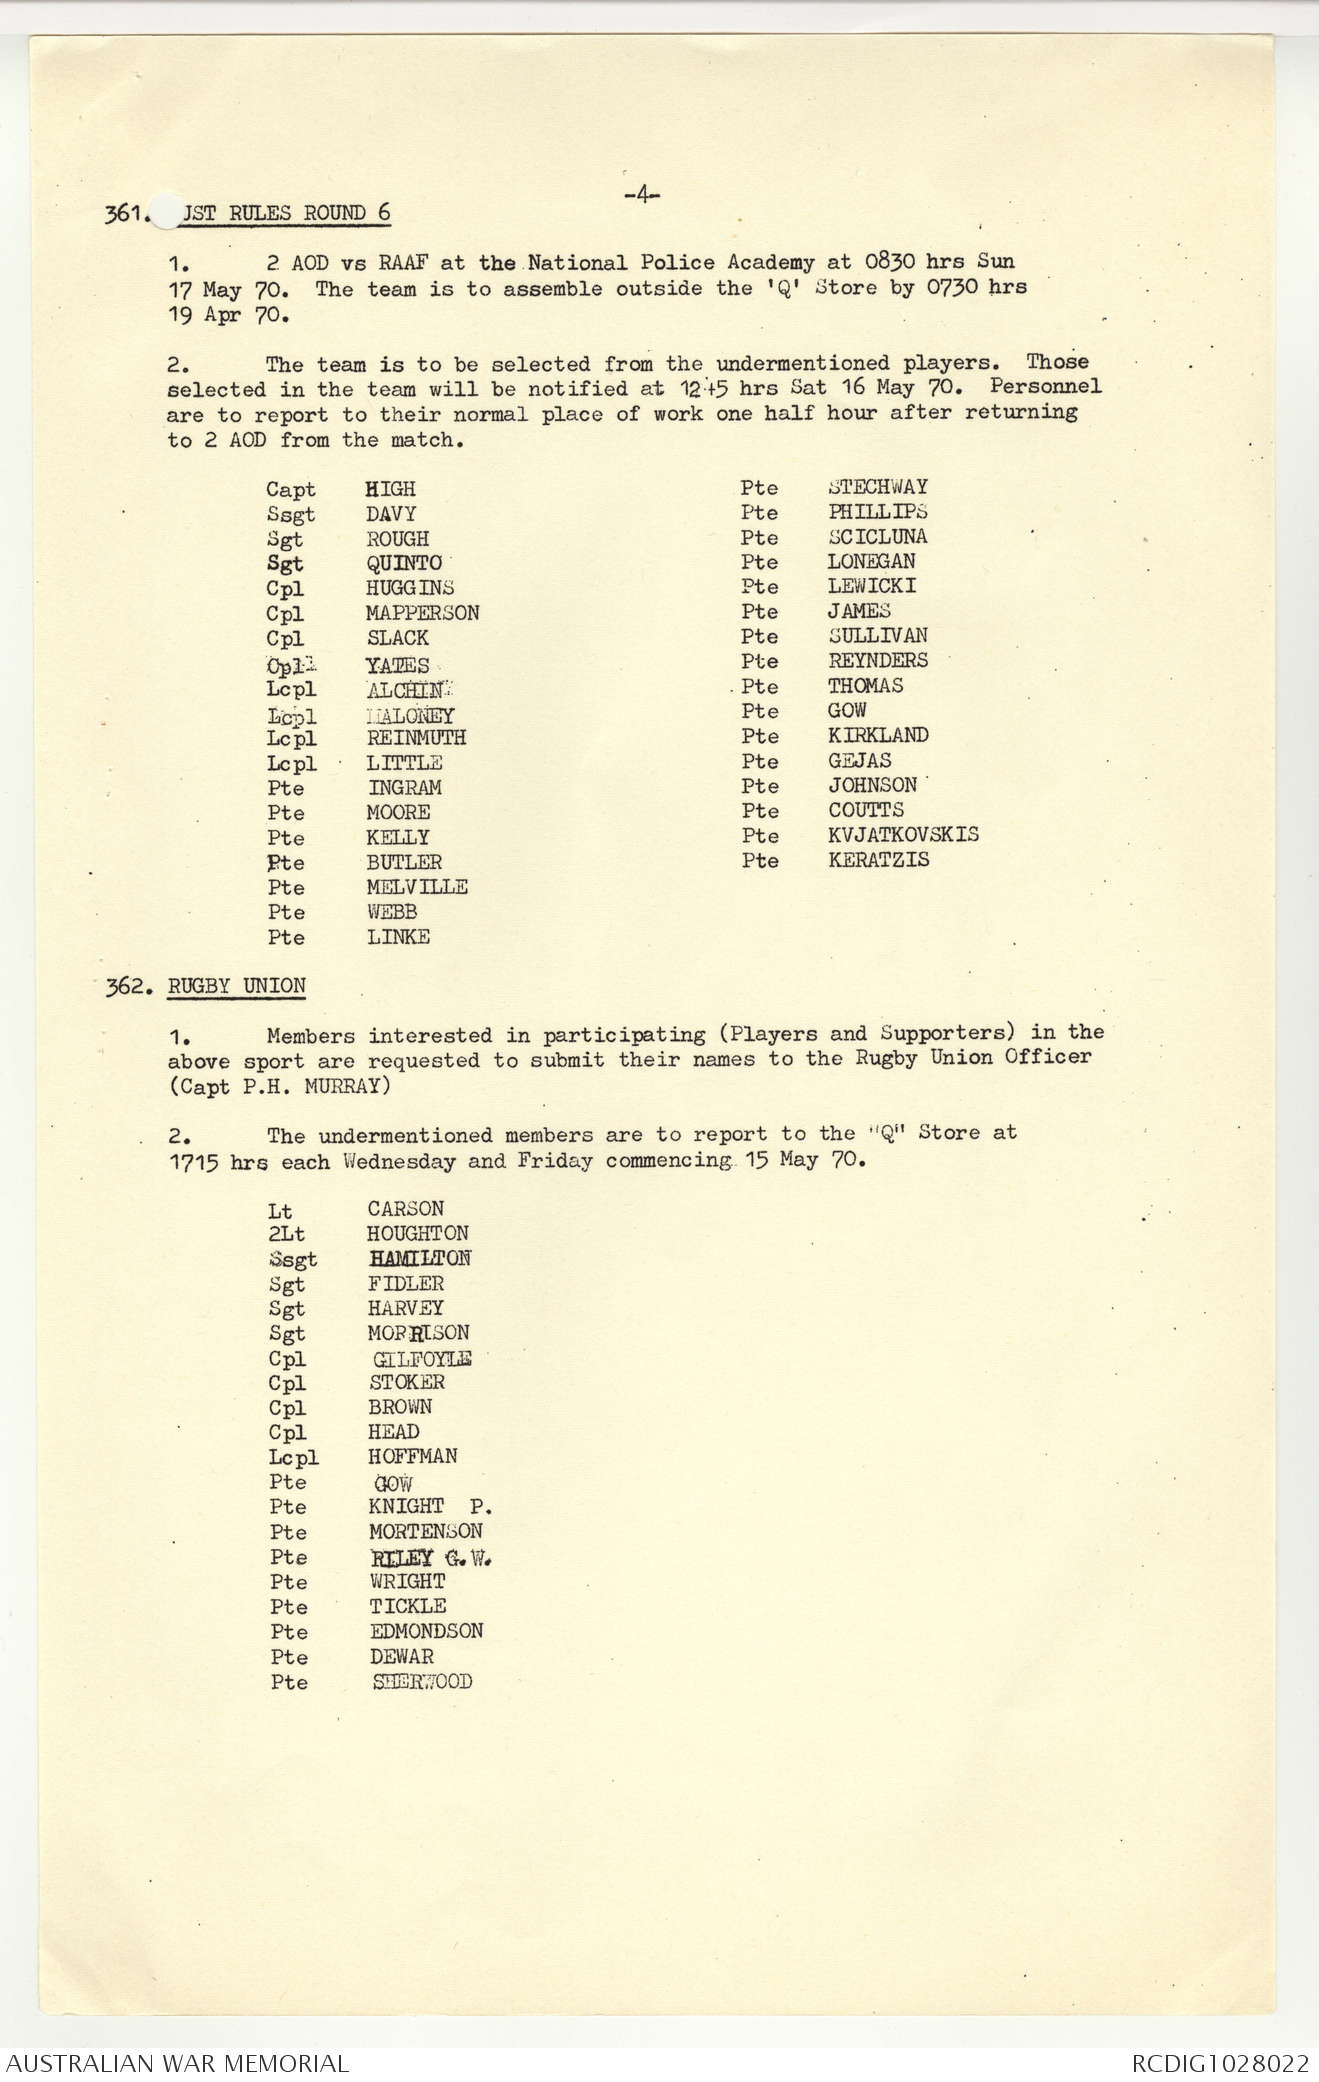 -4-
361. UST RULES ROUND 6
1. 2 AOD vs RAAF at the National Police Academy at 0830 hrs Sun
17 May 70. The team is to assemble outside the 'Q' Store by 0730 hrs
19 Apr 70.
2. The team is to be selected from the undermentioned players. Those
selected in the team will be notified at 1245 hrs Sat 16 May 70. Personnel
are to report to their normal place of work one half hour after returning
to 2 AOD from the match.
Capt HIGH
Ssgt DAVY
Sgt ROUGH
Sgt QUINTO
Cpl HUGGINS
Cpl MAPPERSON
Cpl SLACK
Cpl YATES
Lcpl ALCHIN
Lcpl MALONEY
Lcpl REINMUTH
Lcpl LITTLE
Pte INGRAM
Pte MOORE
Pte KELLY
Pte BUTLER
Pte MELVILLE
Pte WEBB
Pte LINKE
Pte STECHWAY
Pte PHILLIPS
Pte SCICLUNA
Pte LONEGAN
Pte LEWICKI
Pte JAMES
Pte SULLIVAN
Pte REYNDERS
Pte THOMAS
Pte GOW
Pte KIRKLAND
Pte GEJAS
Pte JOHNSON
Pte COUTTS
Pte KVJATKOVSKIS
Pte KERATZIS
362. RUGBY UNION
1. Members interested in participating (Players and Supporters) in the
above sport are requested to submit their names to the Rugby Union Officer
(Capt P.H. MURRAY)
2. The undermentioned members are to report to the "Q" Store at
1715 hrs each Wednesday and Friday commencing 15 May 70.
Lt CARSON
2Lt HOUGHTON
Ssgt HAMILTON
Sgt FIDLER
Sgt HARVEY
Sgt MORRISON
Cpl GILFOYLE
Cpl STOKER
Cpl BROWN
Cpl HEAD
Lcpl HOFFMAN
Pte GOW
Pte KNIGHT P.
Pte MORTENSON
Pte RILEY G.W.
Pte WRIGHT
Pte TICKLE
Pte EDMONDSON
Pte DEWAR
Pte SHERWOOD
AUSTRALIAN WAR MEMORIAL
RCDIG1028022